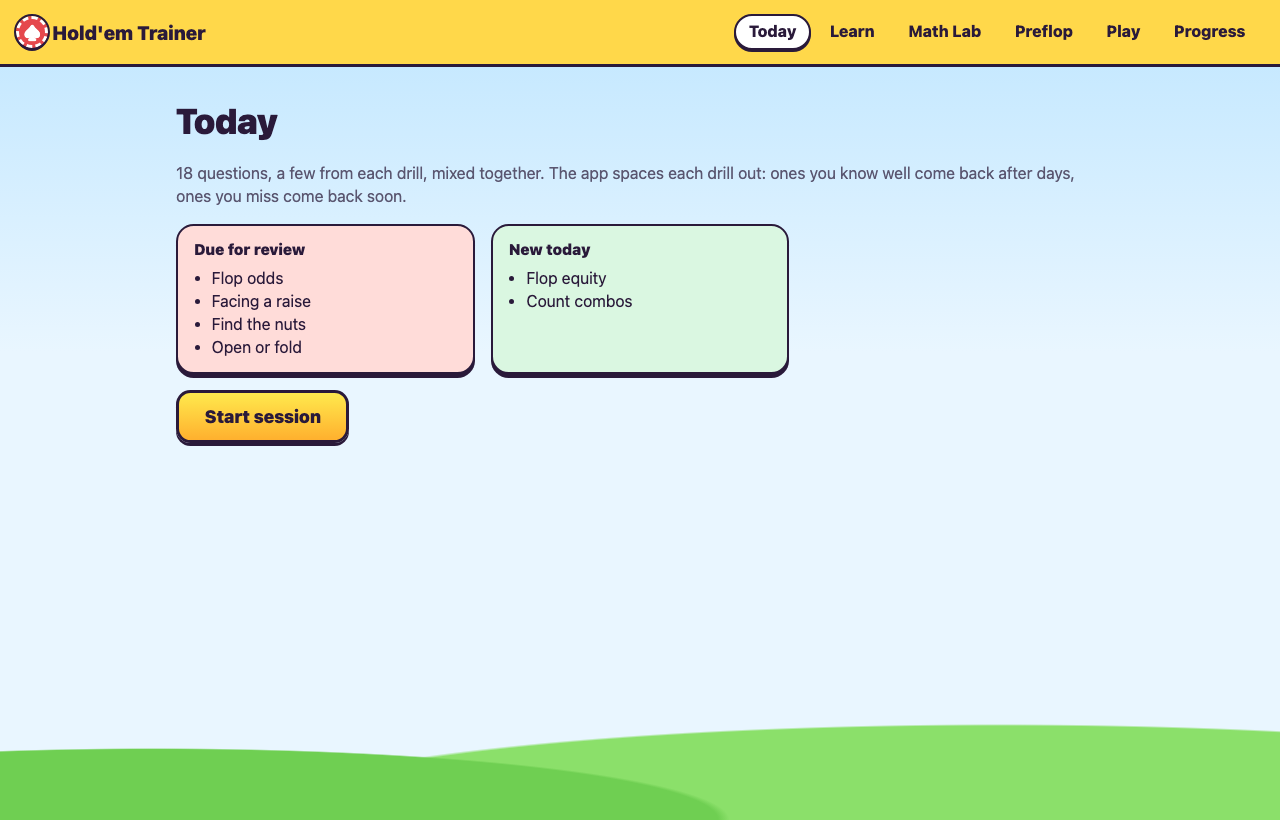 Hold'em Trainer
Today
Learn
Math Lab
Preflop
Play
Progress
Today
18 questions, a few from each drill, mixed together. The app spaces each drill out: ones you know well come back after days,
ones you miss come back soon.
Due for review
• Flop odds
• Facing a raise
• Find the nuts
• Open or fold
New today
• Flop equity
• Count combos
Start session